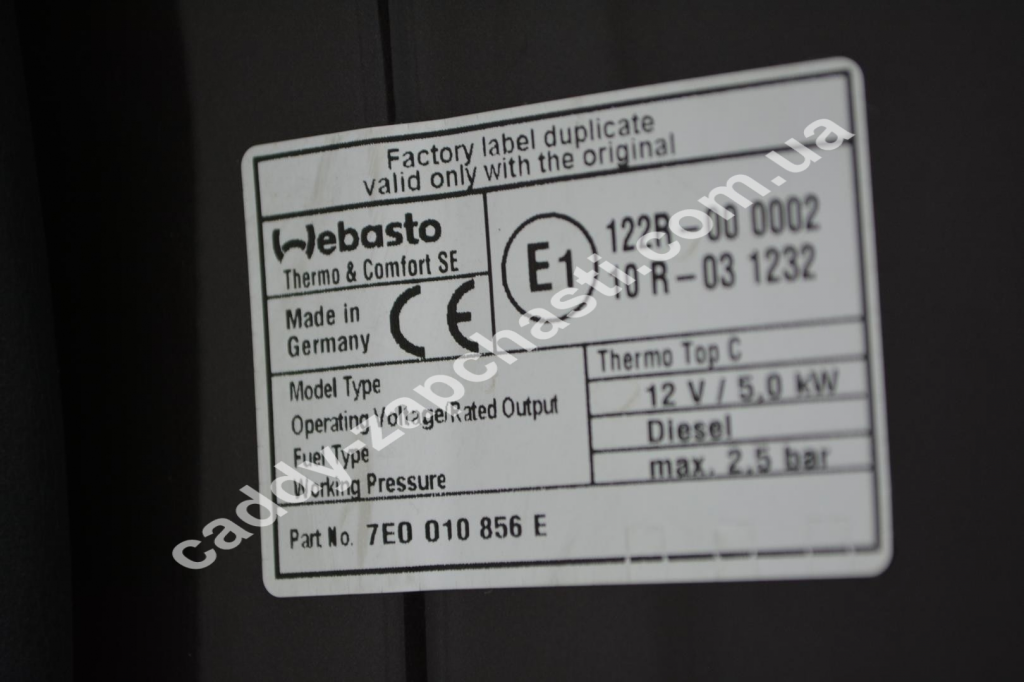 Factory label duplicate
valid only with the original
Webasto
Thermo & Comfort SE
Made in
Germany
CE
E1
122R-00 0002
10 R-03 1232
Model Type
Thermo Top C
Operating Voltage/Rated Output
12 V / 5,0 kW
Fuel Type
Diesel
Working Pressure
max. 2,5 bar
Part No. 7E0 010 856 E
caddy-zapchasti.com.ua